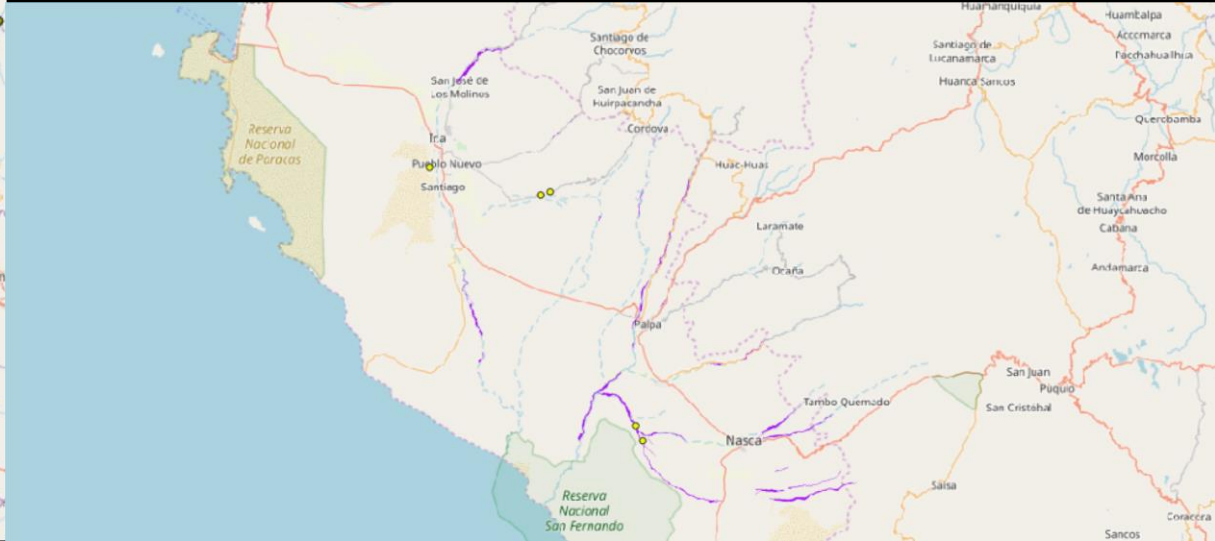 Huamanquiquia
Huambalpa
Accomarca
Santiago de
Chocorvos
Santiago de
Lucanamarca
Pacchahuallhua
San José de
Los Molinos
San Juan de
Huirpacancha
Huanca Sancos
Querobamba
Reserva
Nacional
de Paracas
Ica
Cordova
Pueblo Nuevo
Huac-Huas
Morcolla
Santiago
Santa Ana
de Huaycahuacho
Cabana
Laramate
Ocaña
Andamarca
Palpa
San Juan
Puquio
Tambo Quemado
San Cristóbal
Nasca
Saisa
Reserva
Nacional
San Fernando
Coracora
Sancos